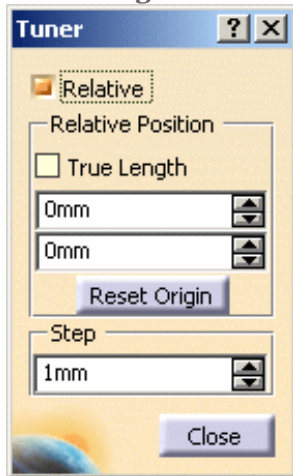 Tuner
Relative
Relative Position
True Length
0mm
0mm
Reset Origin
Step
1mm
Close